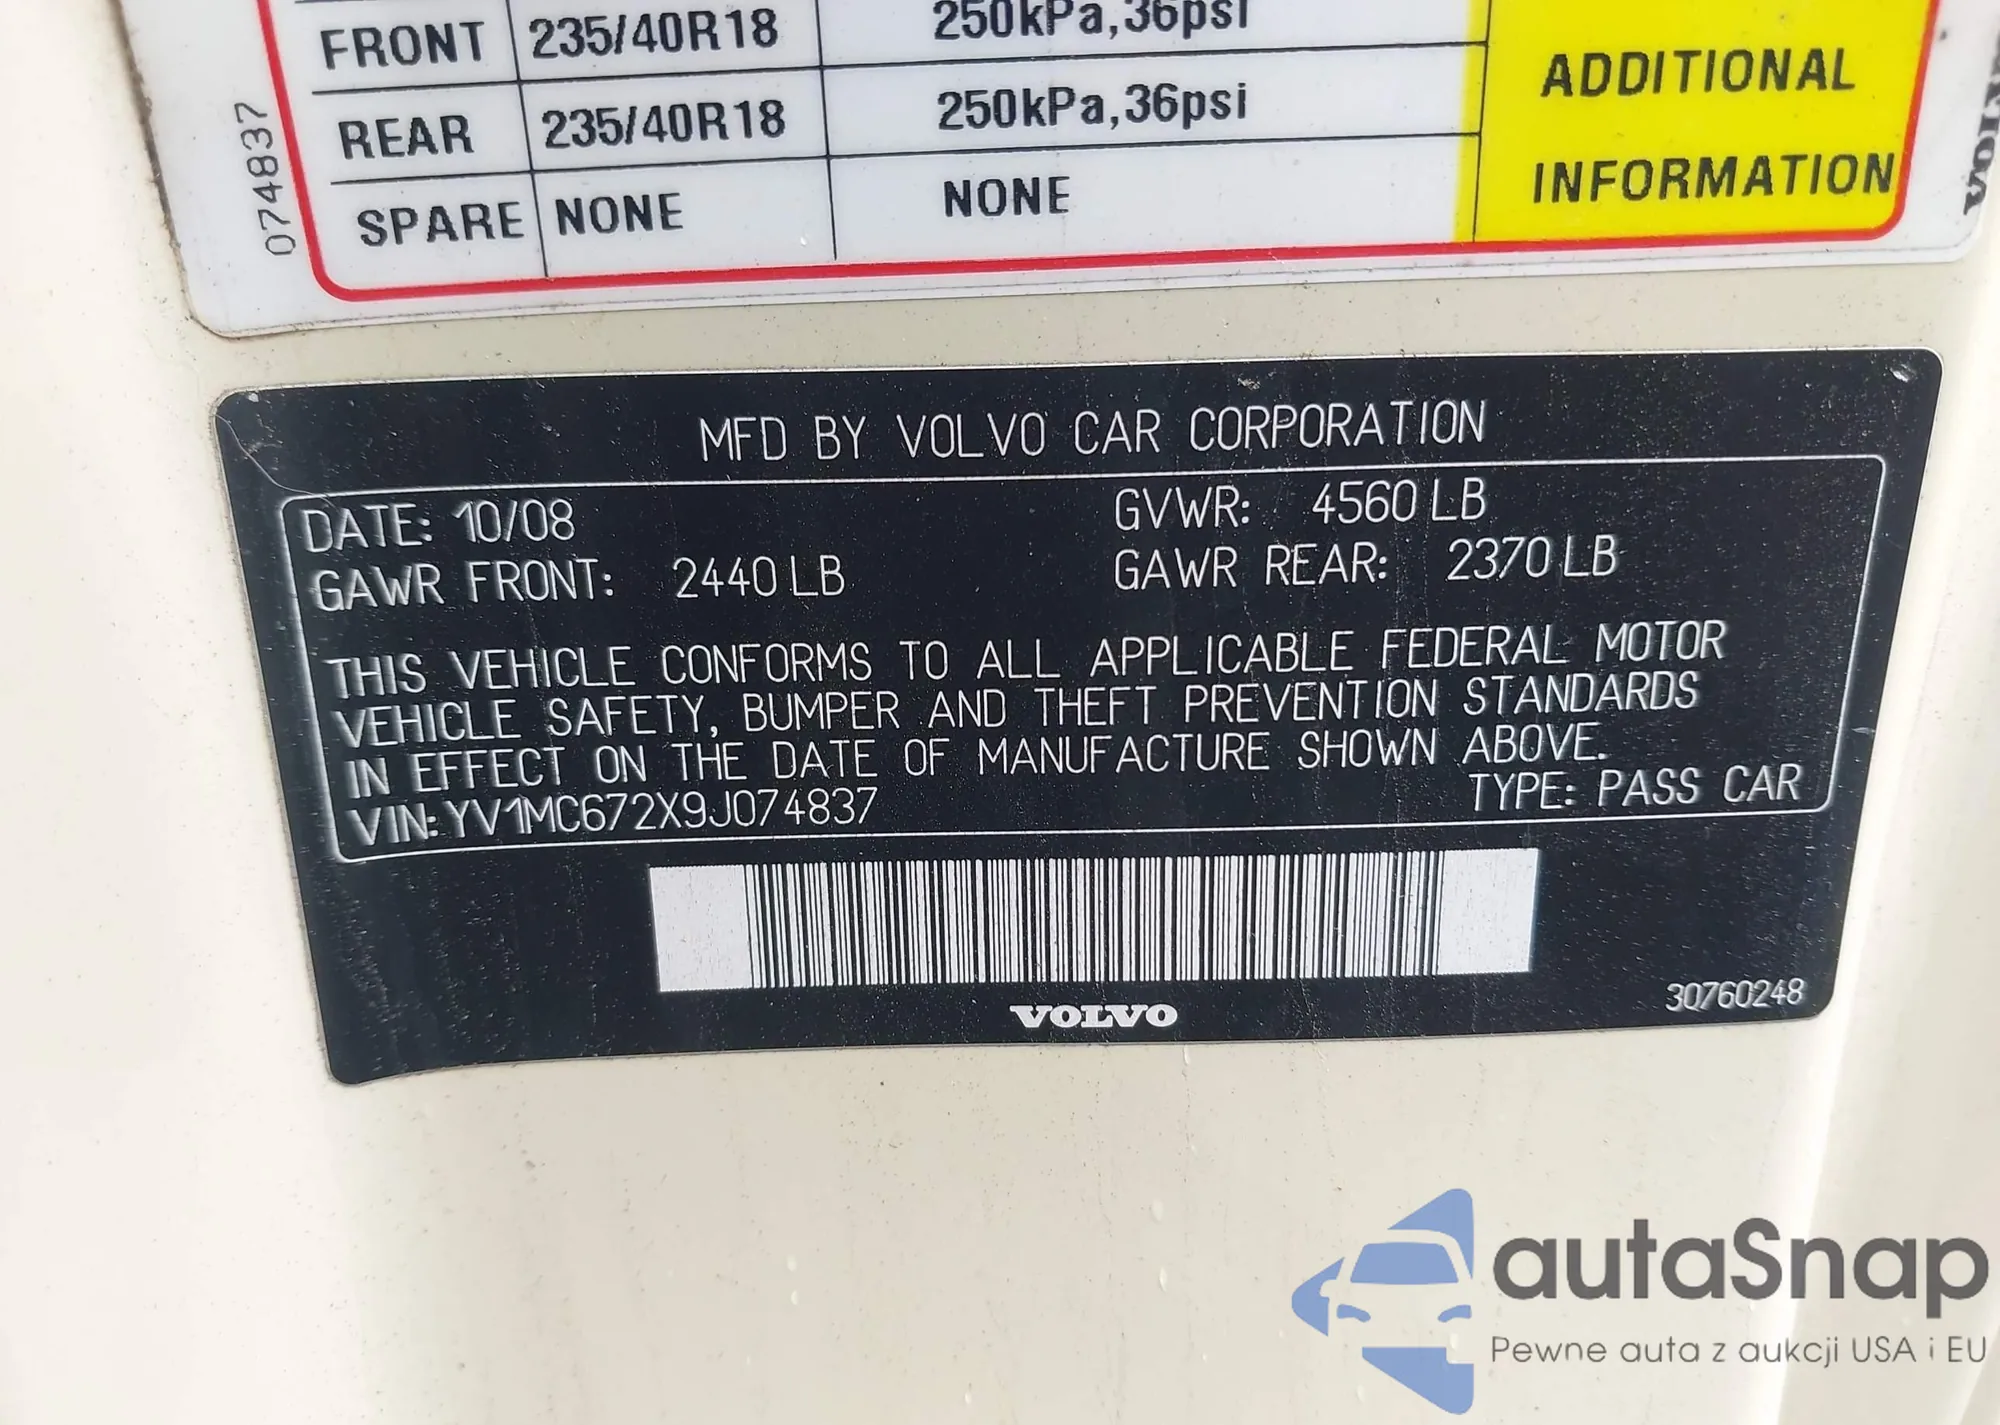 FRONT 235/40R18 250kPa,36psi
REAR 235/40R18 250kPa,36psi
SPARE NONE NONE
ADDITIONAL
INFORMATION
074837
MFD BY VOLVO CAR CORPORATION
DATE: 10/08 GVWR: 4560 LB
GAWR FRONT: 2440 LB GAWR REAR: 2370 LB
THIS VEHICLE CONFORMS TO ALL APPLICABLE FEDERAL MOTOR
VEHICLE SAFETY, BUMPER AND THEFT PREVENTION STANDARDS
IN EFFECT ON THE DATE OF MANUFACTURE SHOWN ABOVE.
VIN: YV1MC672X9J074837 TYPE: PASS CAR
VOLVO
30760248
autaSnap
Pewne auta z aukcji USA i EU